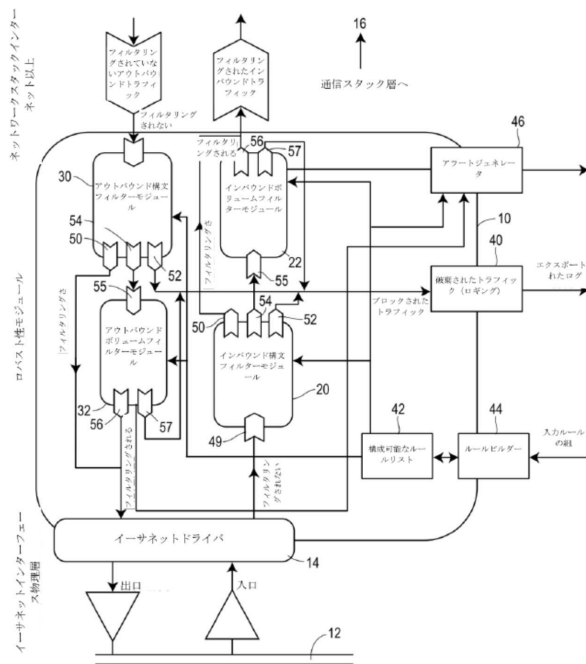 ネットワークスタックインター
ネット以上
ロバスト性モジュール
イーサネットインターフェー
ス物理層
フィルタリン
グされていない
アウトバウン
ドトラフィ
ック
フィルタリング
されたイン
バウンドトラ
フィック
16
通信スタック層へ
フィルタリング
されない
フィルタリ
ングされる
56
57
46
アラートジェネレー
タ
30
アウトバウンド構文
フィルターモジュー
ル
54
50
52
インバウンドボリュームフィル
ターモジュール
22
10
40
破棄されたトラフィ
ック（ロギング）
エクスポート
されたログ
55
55
フィルタリングさ
ブロックされた
トラフィック
フィルタリングさ
アウトバウンド
ボリュームフィル
ターモジュール
50
54
52
インバウンド構文
フィルターモジュ
ール
20
32
56
57
49
42
構成可能なルー
ルリスト
44
ルールビルダー
入力ルール
の組
フィルタリ
ングされる
フィルタリン
グされない
イーサネットドライバ
14
出口
入口
12